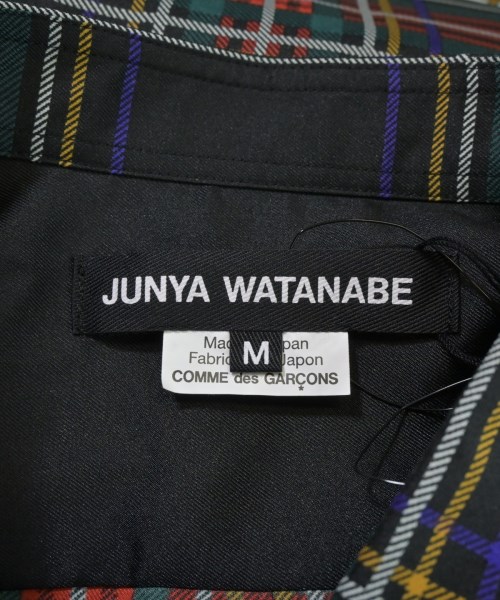 JUNYA WATANABE
M
Japon
COMME des GARÇONS